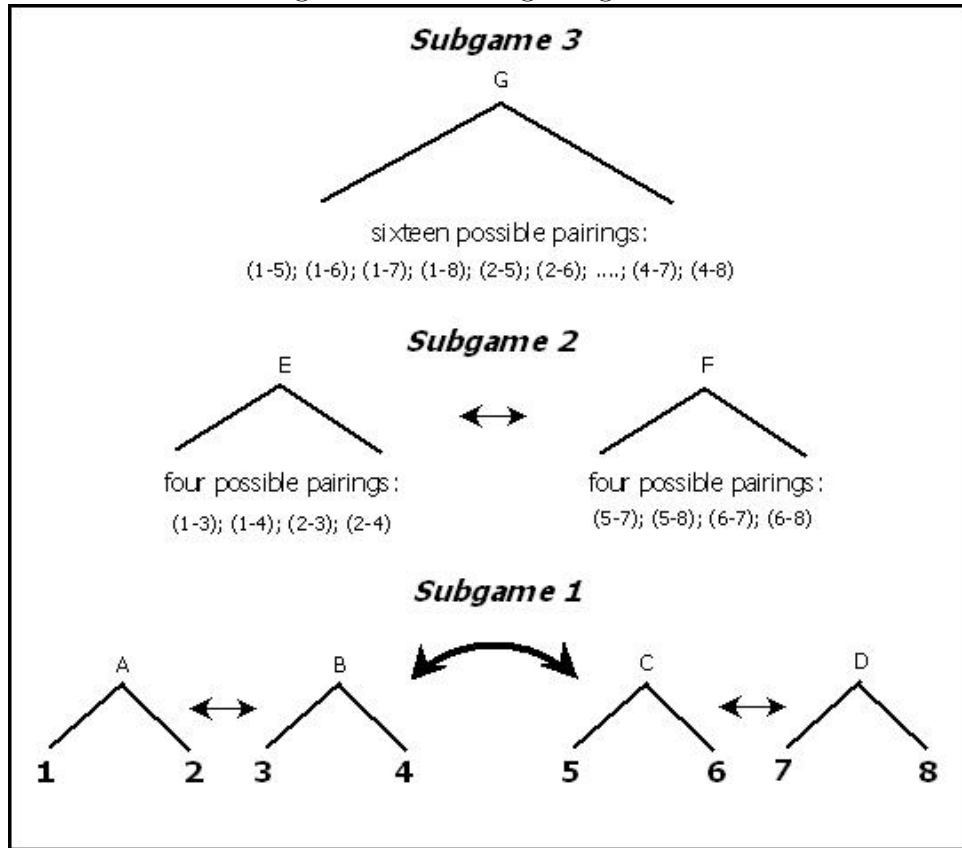 Subgame 3
G
sixteen possible pairings:
(1-5); (1-6); (1-7); (1-8); (2-5); (2-6); ....; (4-7); (4-8)
Subgame 2
E F
four possible pairings: four possible pairings:
(1-3); (1-4); (2-3); (2-4) (5-7); (5-8); (6-7); (6-8)
Subgame 1
A B C D
1 2 3 4 5 6 7 8